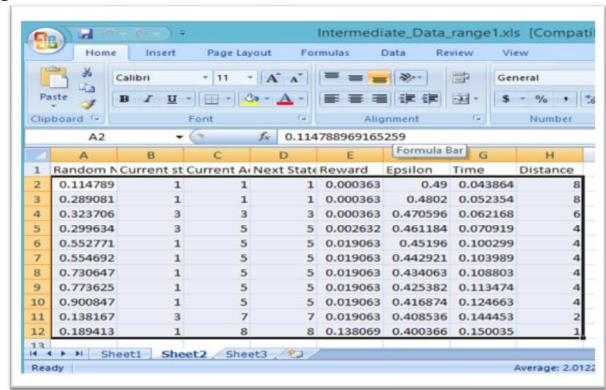 Intermediate_Data_range1.xls [Compati
Home Insert Page Layout Formulas Data Review View
Paste Calibri 11 A A General
B I U A $ % ,
Clipboard Font Alignment Number
A2 fx 0.114788969165259
Formula Bar
A B C D E G H
1 Random N Current st Current A Next State Reward Epsilon Time Distance
2 0.114789 1 1 1 0.000363 0.49 0.043864 8
3 0.289081 1 1 1 0.000363 0.4802 0.052354 8
4 0.323706 3 3 3 0.000363 0.470596 0.062168 6
5 0.299634 3 5 5 0.002632 0.461184 0.070919 4
6 0.552771 1 5 5 0.019063 0.45196 0.100299 4
7 0.554692 1 5 5 0.019063 0.442921 0.103989 4
8 0.730647 1 5 5 0.019063 0.434063 0.108803 4
9 0.773625 1 5 5 0.019063 0.425382 0.113474 4
10 0.900847 1 5 5 0.019063 0.416874 0.124663 4
11 0.138167 3 7 7 0.019063 0.408536 0.144453 2
12 0.189413 1 8 8 0.138069 0.400366 0.150035 1
13
Sheet1 Sheet2 Sheet3
Ready Average: 2.0122